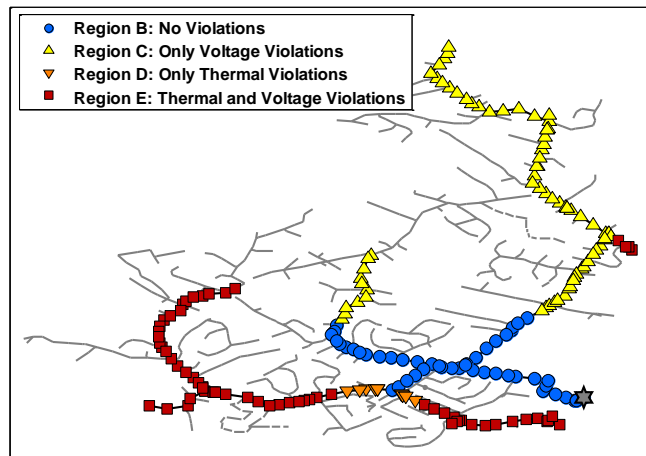 Region B: No Violations
Region C: Only Voltage Violations
Region D: Only Thermal Violations
Region E: Thermal and Voltage Violations